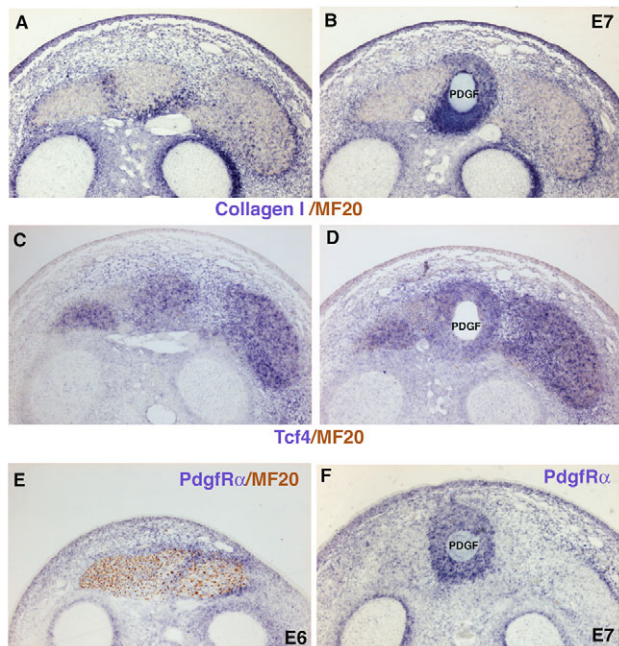 A
B
E7
PDGF
Collagen I/MF20
C
D
PDGF
Tcf4/MF20
E
PdgfRα/MF20
E6
F
PdgfRα
PDGF
E7